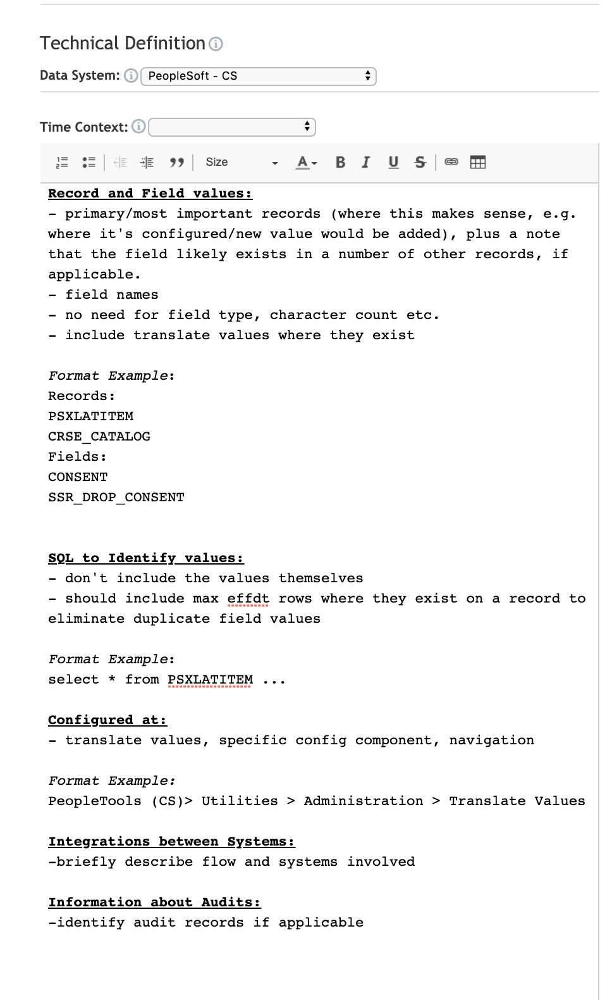 Technical Definition
Data System: PeopleSoft - CS
Time Context:
Size A B I U S
Record and Field values:
- primary/most important records (where this makes sense, e.g.
where it's configured/new value would be added), plus a note
that the field likely exists in a number of other records, if
applicable.
- field names
- no need for field type, character count etc.
- include translate values where they exist
Format Example:
Records:
PSXLATITEM
CRSE_CATALOG
Fields:
CONSENT
SSR_DROP_CONSENT
SQL to Identify values:
- don't include the values themselves
- should include max effdt rows where they exist on a record to
eliminate duplicate field values
Format Example:
select * from PSXLATITEM ...
Configured at:
- translate values, specific config component, navigation
Format Example:
PeopleTools (CS)> Utilities > Administration > Translate Values
Integrations between Systems:
-briefly describe flow and systems involved
Information about Audits:
-identify audit records if applicable